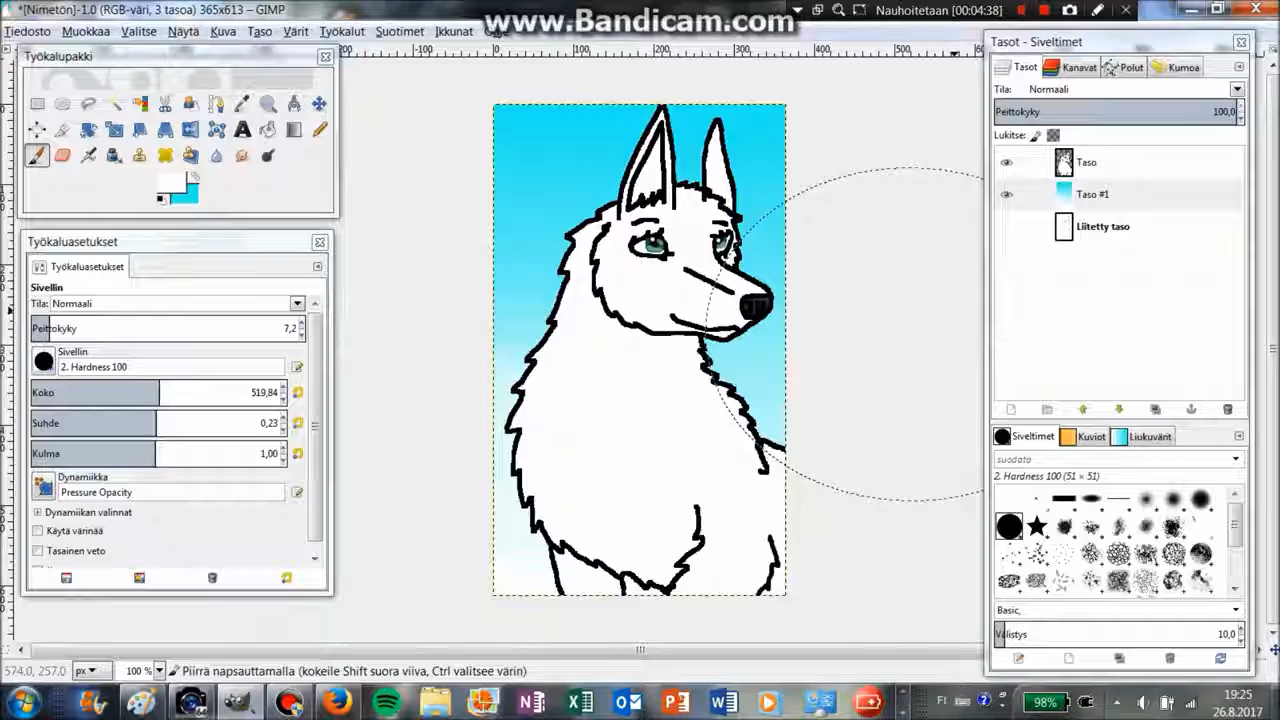 *[Nimetön]-1.0 (RGB-väri, 3 tasoa) 365x613 – GIMP
www.Bandicam.com
Nauhoitetaan [00:04:38]
Tiedosto Muokkaa Valitse Näytä Kuva Taso Värit Työkalut Suotimet Ikkunat
Työkalupakki
Työkaluasetukset
Työkaluasetukset
Sivellin
Tila: Normaali
Peittokyky 7,2
Sivellin
2. Hardness 100
Koko 519,84
Suhde 0,23
Kulma 1,00
Dynamiikka
Pressure Opacity
Dynamiikan valinnat
Käytä värinää
Tasainen veto
-100 0 100 200 300 400 500
Tasot - Siveltimet
Tasot Kanavat Polut Kumoa
Tila: Normaali
Peittokyky 100,0
Lukitse:
Taso
Taso #1
Liitetty taso
Siveltimet Kuviot Liukuvärit
suodata
2. Hardness 100 (51 × 51)
Basic,
Välistys 10,0
574.0, 257.0 px 100 % Piirrä napsauttamalla (kokeile Shift suora viiva, Ctrl valitsee värin)
FI 98% 19:25
26.8.2017